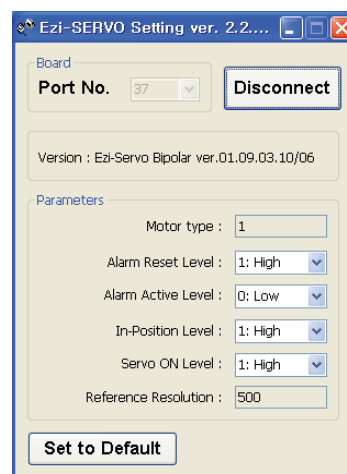 Ezi-SERVO Setting ver. 2.2....
Board
Port No. 37 Disconnect
Version : Ezi-Servo Bipolar ver.01.09.03.10/06
Parameters
Motor type : 1
Alarm Reset Level : 1: High
Alarm Active Level : 0: Low
In-Position Level : 1: High
Servo ON Level : 1: High
Reference Resolution : 500
Set to Default